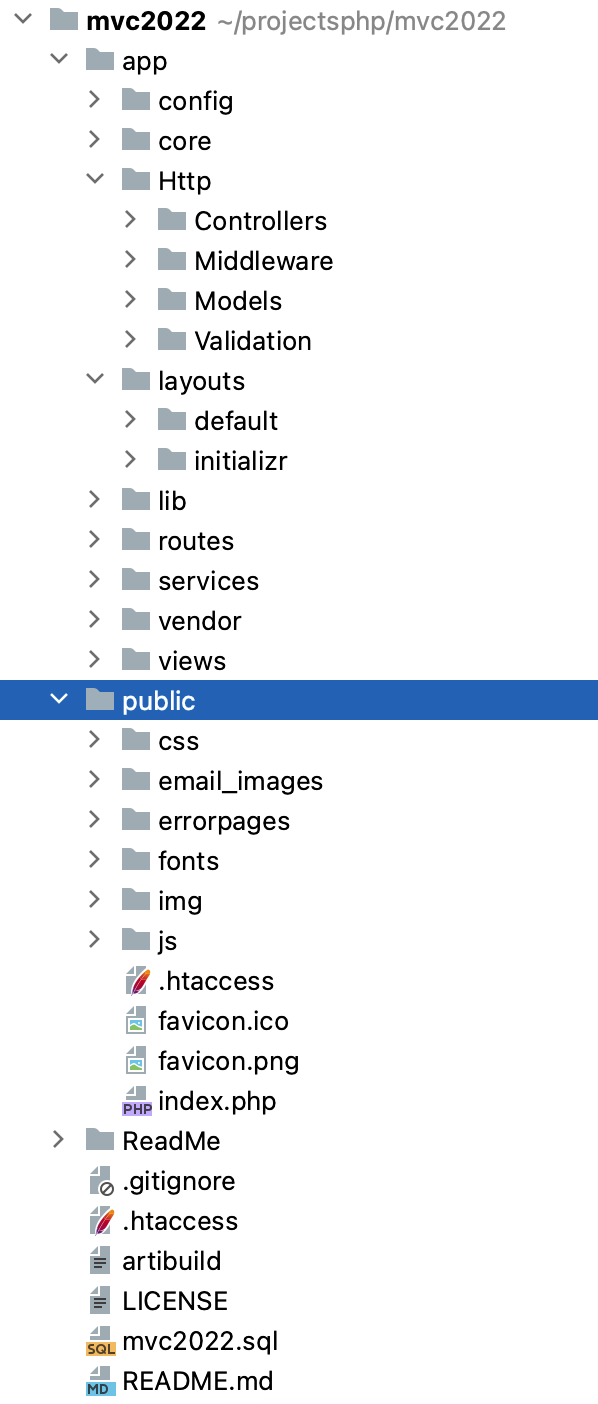 mvc2022 ~/projectsphp/mvc2022
app
config
core
Http
Controllers
Middleware
Models
Validation
layouts
default
initializr
lib
routes
services
vendor
views
public
css
email_images
errorpages
fonts
img
js
.htaccess
favicon.ico
favicon.png
PHP index.php
ReadMe
.gitignore
.htaccess
artibuild
LICENSE
SQL mvc2022.sql
MD README.md